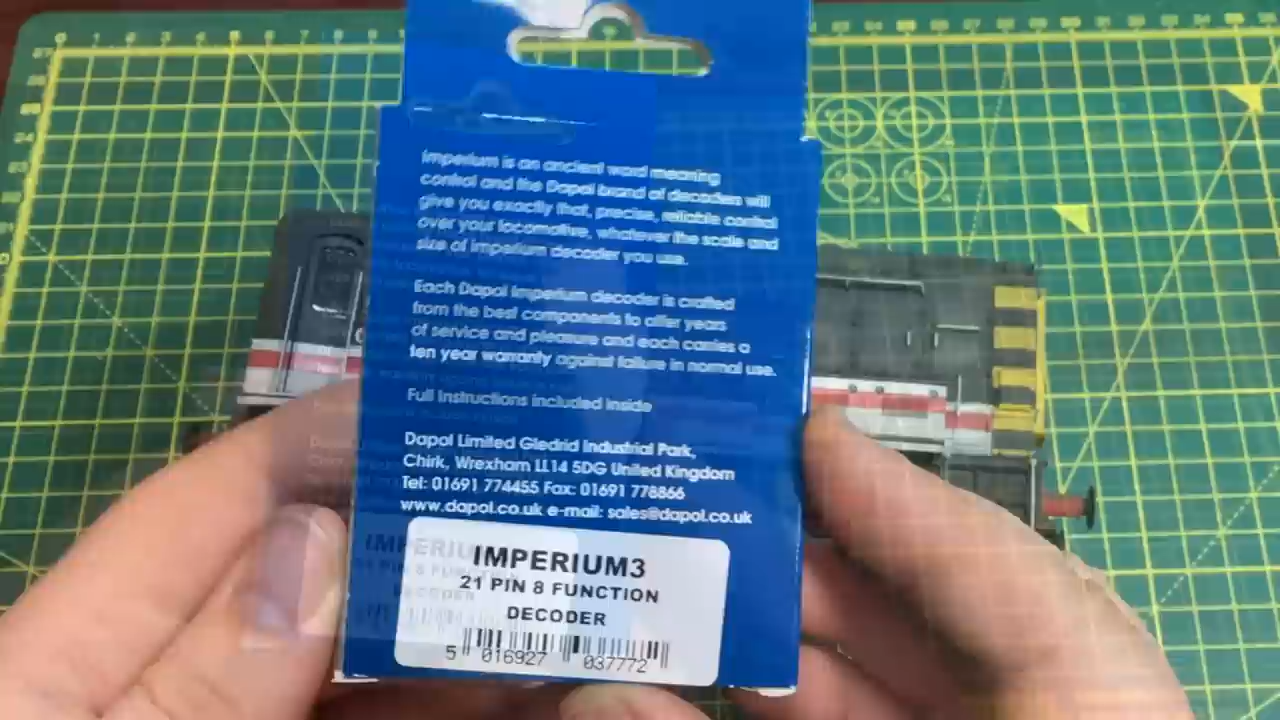 Imperium is an ancient word meaning
control and the Dapol brand of decoders will
give you exactly that, precise, reliable control
over your locomotive, whatever the scale and
size of imperium decoder you use.
Each Dapol Imperium decoder is crafted
from the best components to offer years
of service and pleasure and each carries a
ten year warranty against failure in normal use.
Full Instructions included inside
Dapol Limited Gledrid Industrial Park,
Chirk, Wrexham LL14 5DG United Kingdom
Tel: 01691 774455 Fax: 01691 778866
www.dapol.co.uk e-mail: sales@dapol.co.uk
IMPERIUM3
21 PIN 8 FUNCTION
DECODER
5 016927 037772